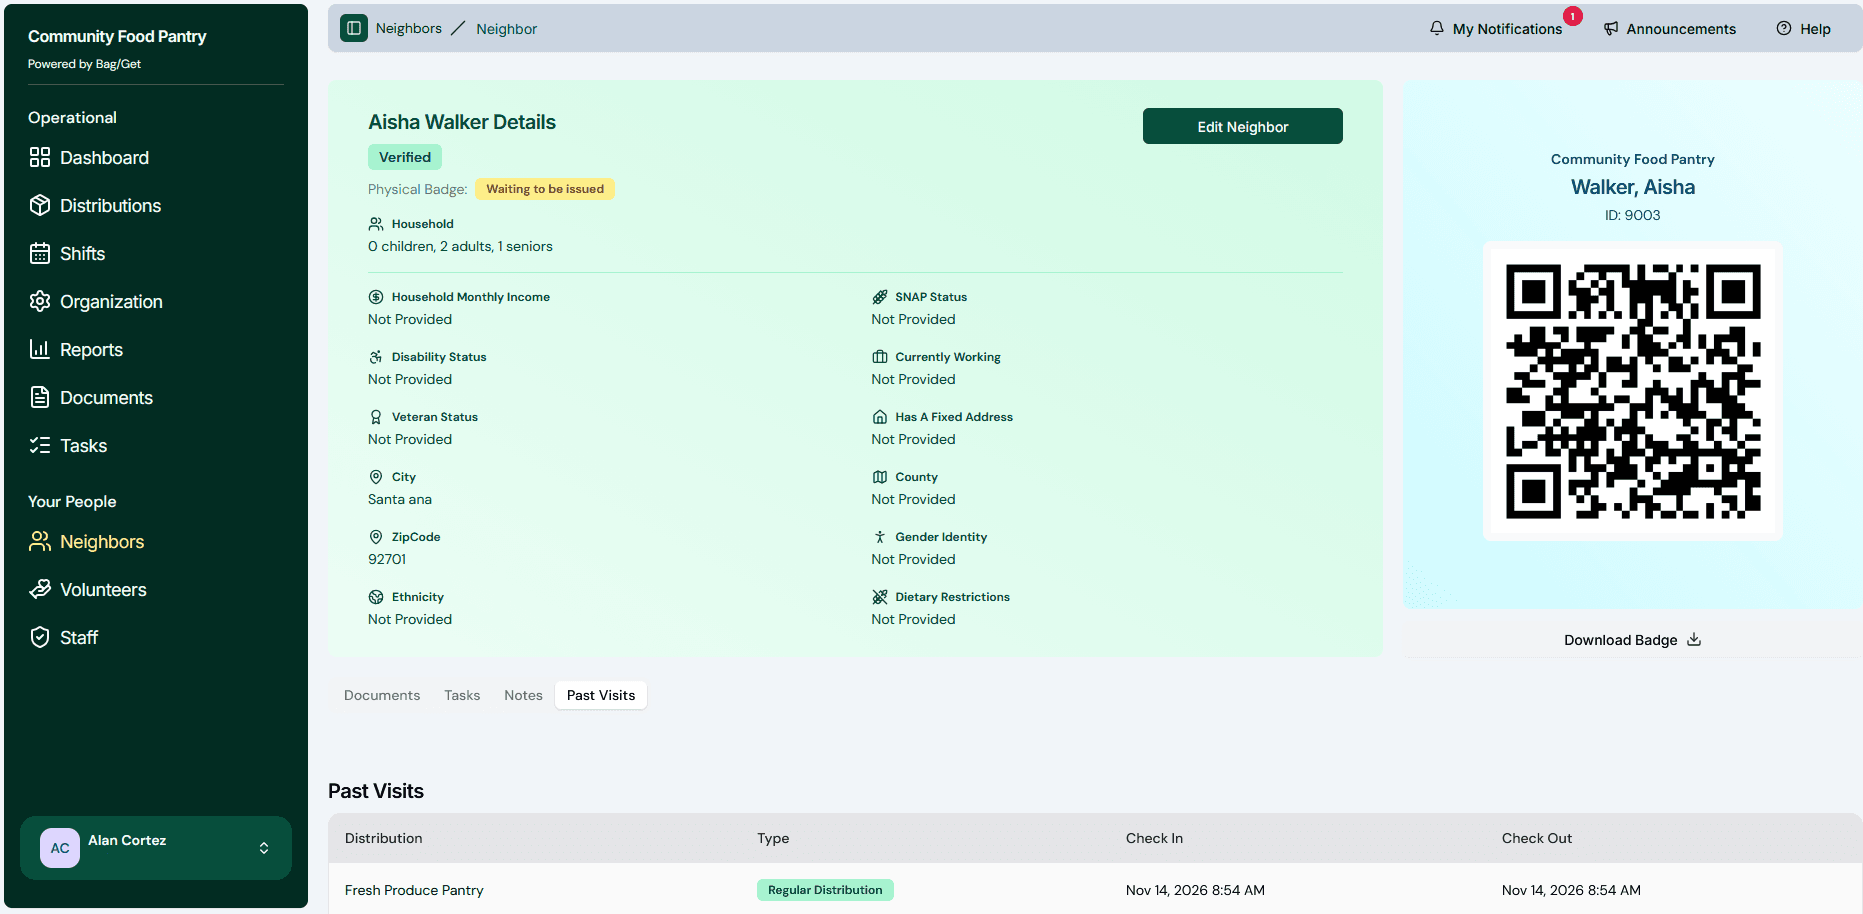 Community Food Pantry
Powered by Bag/Get
Operational
Dashboard
Distributions
Shifts
Organization
Reports
Documents
Tasks
Your People
Neighbors
Volunteers
Staff
AC
Alan Cortez
Neighbors / Neighbor
My Notifications
1
Announcements
Help
Aisha Walker Details
Edit Neighbor
Verified
Physical Badge: Waiting to be issued
Household
0 children, 2 adults, 1 seniors
Household Monthly Income
Not Provided
SNAP Status
Not Provided
Disability Status
Not Provided
Currently Working
Not Provided
Veteran Status
Not Provided
Has A Fixed Address
Not Provided
City
Santa ana
County
Not Provided
ZipCode
92701
Gender Identity
Not Provided
Ethnicity
Not Provided
Dietary Restrictions
Not Provided
Community Food Pantry
Walker, Aisha
ID: 9003
Download Badge
Documents Tasks Notes Past Visits
Past Visits
Distribution Type Check In Check Out
Fresh Produce Pantry Regular Distribution Nov 14, 2026 8:54 AM Nov 14, 2026 8:54 AM